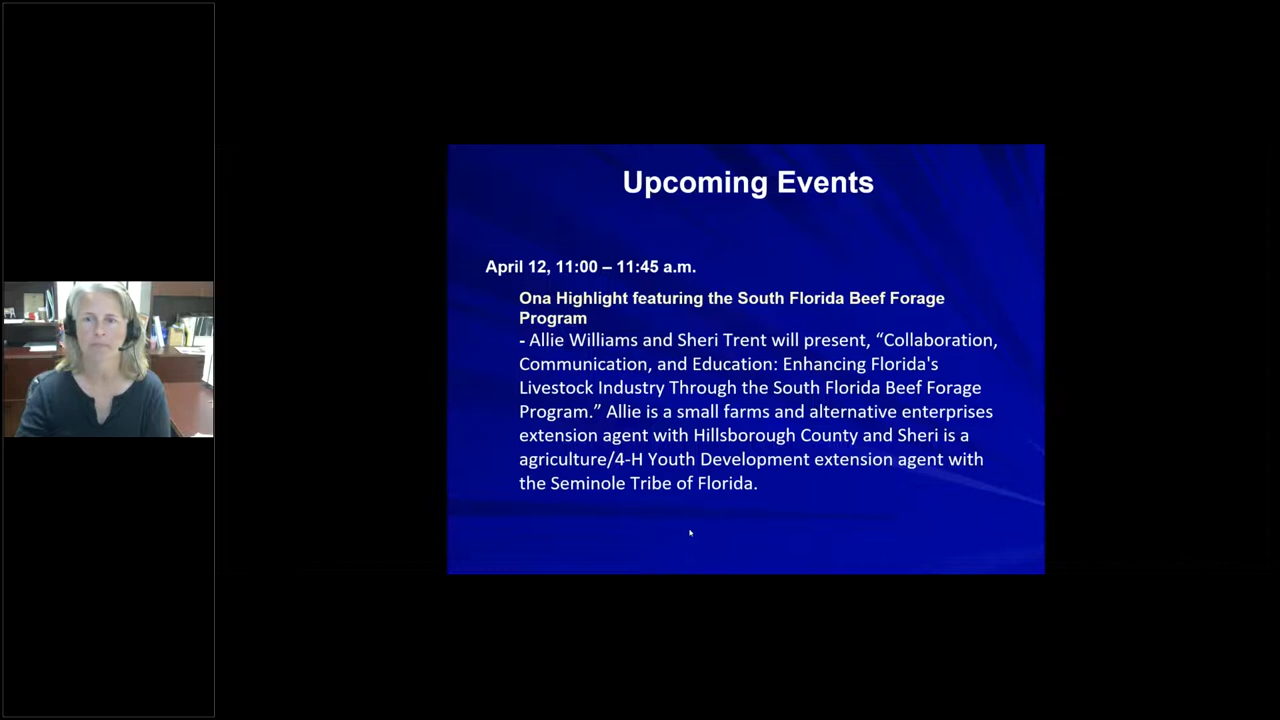 Upcoming Events
April 12, 11:00 – 11:45 a.m.
Ona Highlight featuring the South Florida Beef Forage
Program
- Allie Williams and Sheri Trent will present, “Collaboration,
Communication, and Education: Enhancing Florida's
Livestock Industry Through the South Florida Beef Forage
Program.” Allie is a small farms and alternative enterprises
extension agent with Hillsborough County and Sheri is a
agriculture/4-H Youth Development extension agent with
the Seminole Tribe of Florida.